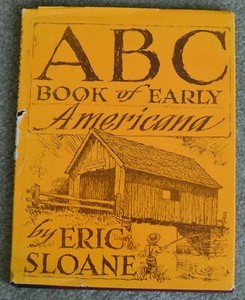 ABC
BOOK of EARLY
Americana
by ERIC
SLOANE